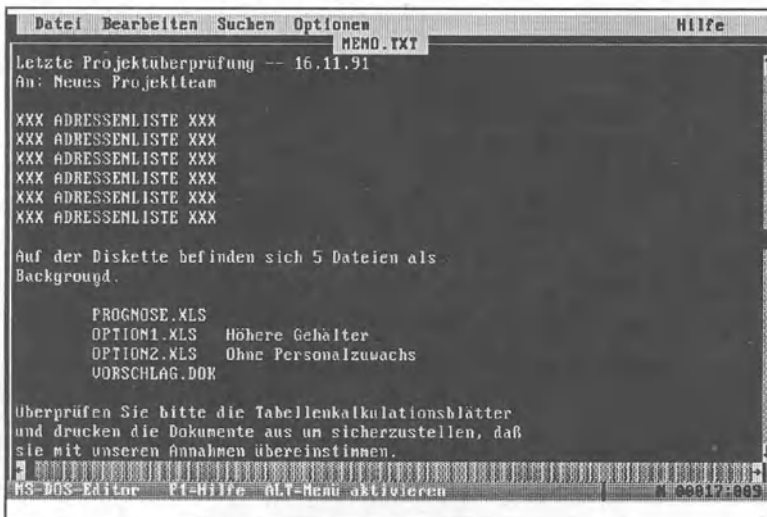 Datei Bearbeiten Suchen Optionen Hilfe
MEMO.TXT
Letzte Projektüberprüfung -- 16.11.91
An: Neues Projektteam
XXX ADRESSENLISTE XXX
XXX ADRESSENLISTE XXX
XXX ADRESSENLISTE XXX
XXX ADRESSENLISTE XXX
XXX ADRESSENLISTE XXX
XXX ADRESSENLISTE XXX
Auf der Diskette befinden sich 5 Dateien als
Background.
PROGNOSE.XLS
OPTION1.XLS Höhere Gehälter
OPTION2.XLS Ohne Personalzuwachs
VORSCHLAG.DOK
Überprüfen Sie bitte die Tabellenkalkulationsblätter
und drucken die Dokumente aus um sicherzustellen, daß
sie mit unseren Annahmen übereinstimmen.
MS-DOS-Editor F1=Hilfe ALT=Menü aktivieren N 00017:009